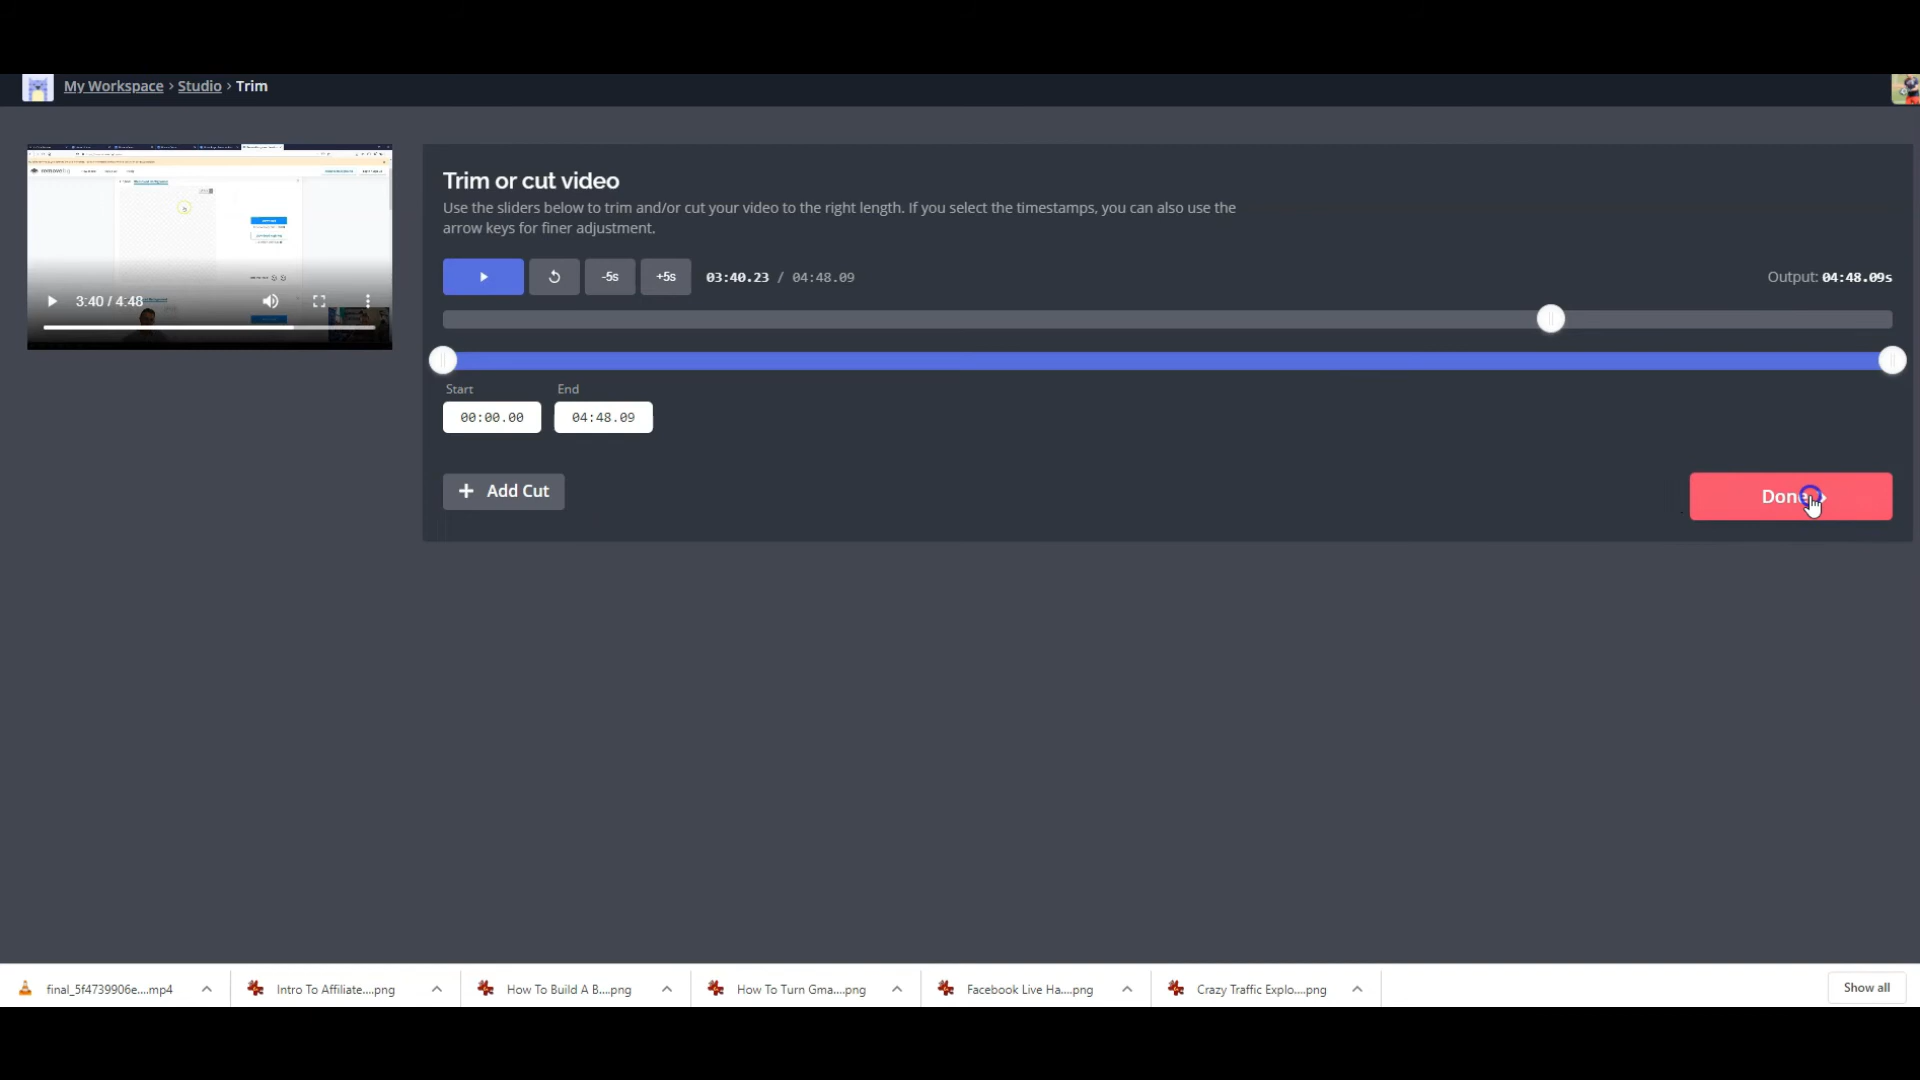 My Workspace › Studio › Trim
Trim or cut video
Use the sliders below to trim and/or cut your video to the right length. If you select the timestamps, you can also use the
arrow keys for finer adjustment.
-5s +5s 03:40.23 / 04:48.09 Output: 04:48.09s
3:40 / 4:48
Start End
00:00.00 04:48.09
+ Add Cut
Done ›
final_5f4739906e....mp4 Intro To Affiliate....png How To Build A B....png How To Turn Gma....png Facebook Live Ha....png Crazy Traffic Explo....png Show all